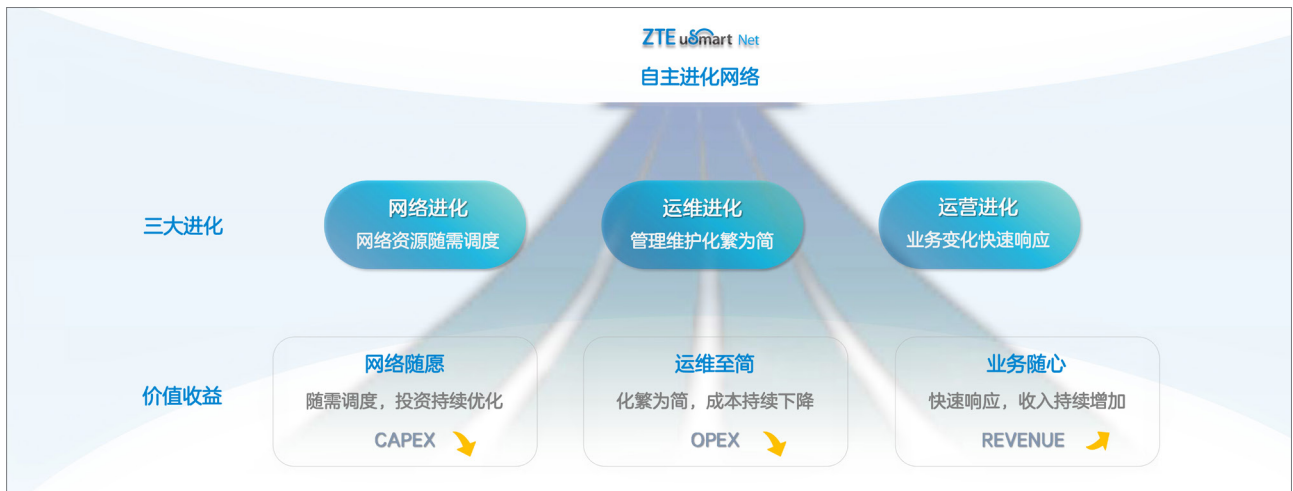 ZTE uSmart Net
自主进化网络
三大进化
网络进化
网络资源随需调度
运维进化
管理维护化繁为简
运营进化
业务变化快速响应
价值收益
网络随愿
随需调度，投资持续优化
CAPEX
运维至简
化繁为简，成本持续下降
OPEX
业务随心
快速响应，收入持续增加
REVENUE